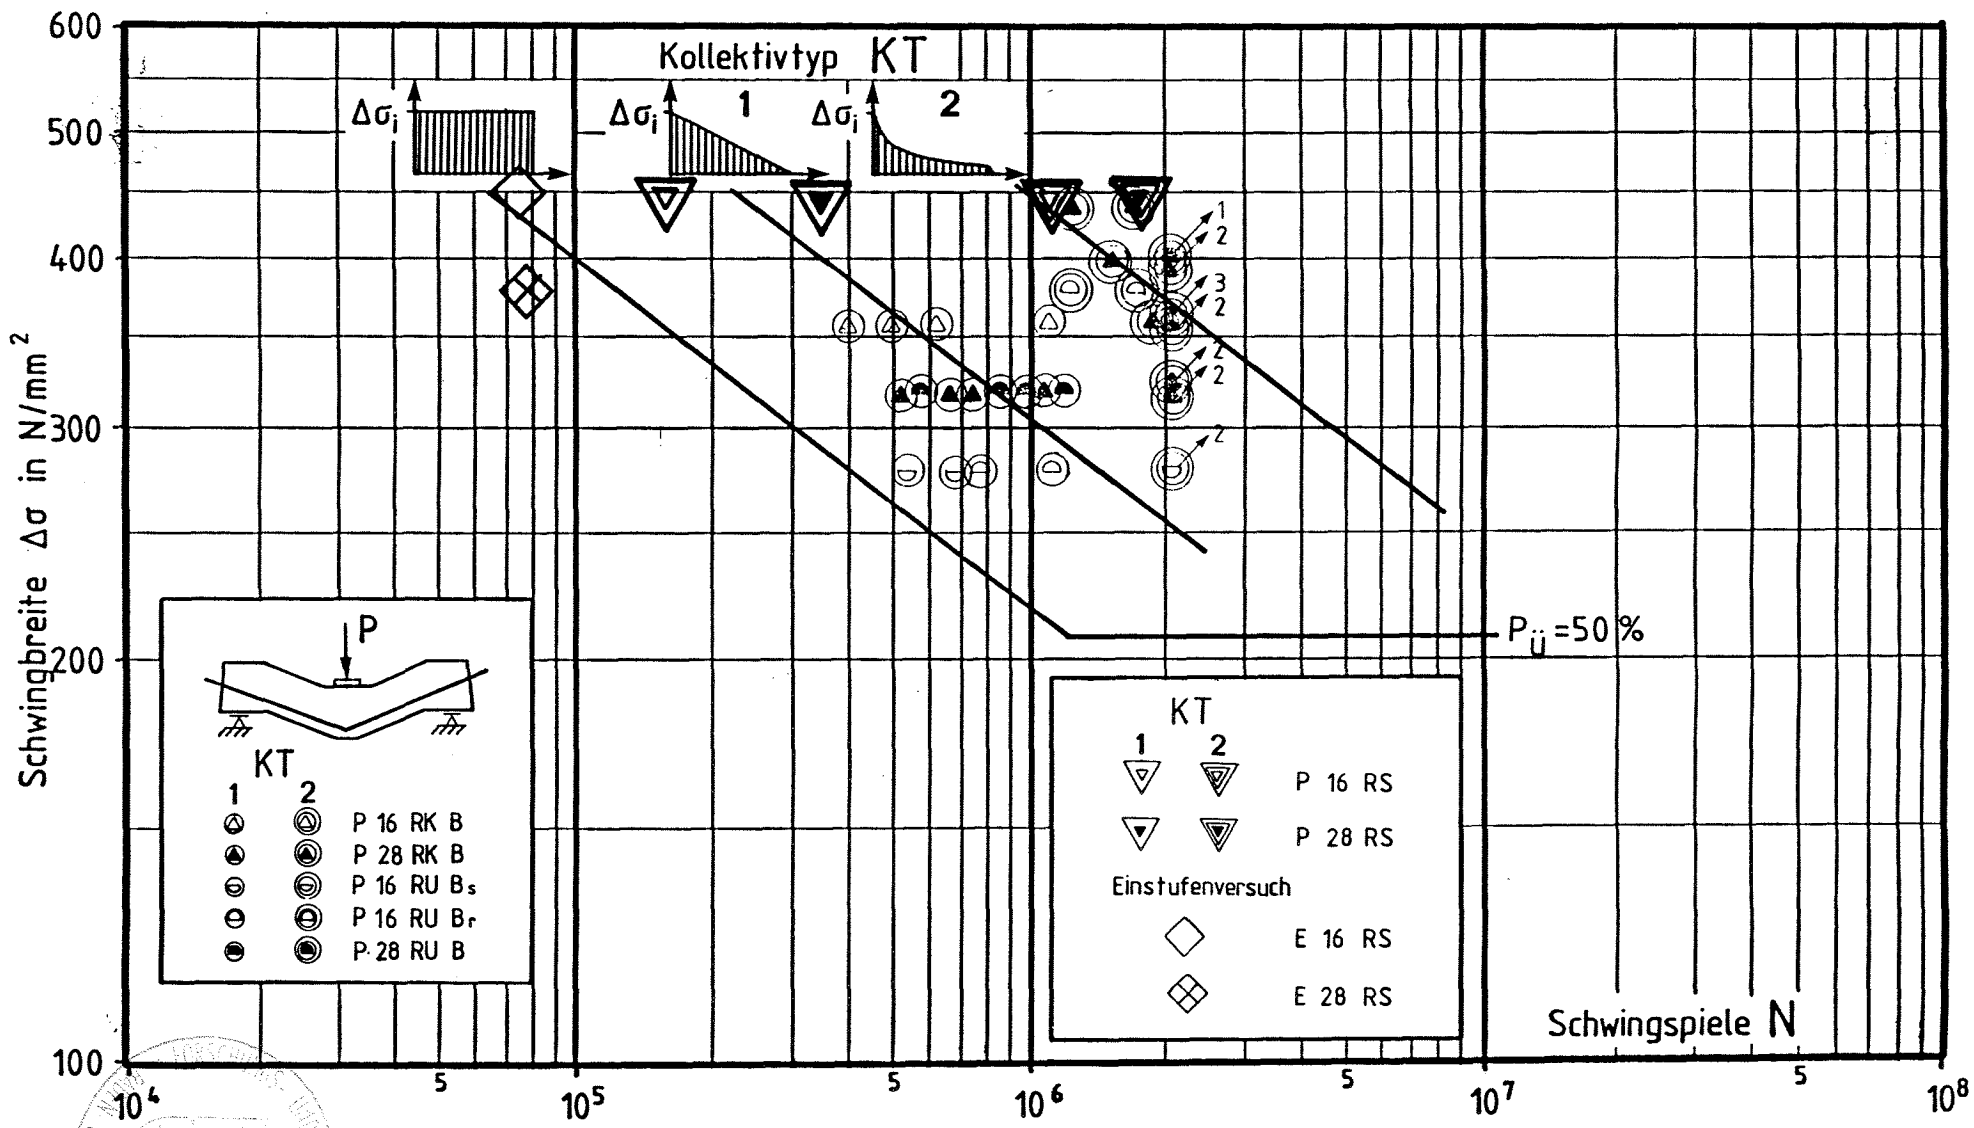 600
500
400
300
200
100
Schwingbreite Δσ in N/mm²
Kollektivtyp KT
Δσi
Δσi 1
Δσi 2
1
2
3
2
2
2
2
Pü = 50 %
P
KT
1 2
P 16 RK B
P 28 RK B
P 16 RU Bs
P 16 RU Br
P 28 RU B
KT
1 2
P 16 RS
P 28 RS
Einstufenversuch
E 16 RS
E 28 RS
Schwingspiele N
10⁴ 5 10⁵ 5 10⁶ 5 10⁷ 5 10⁸